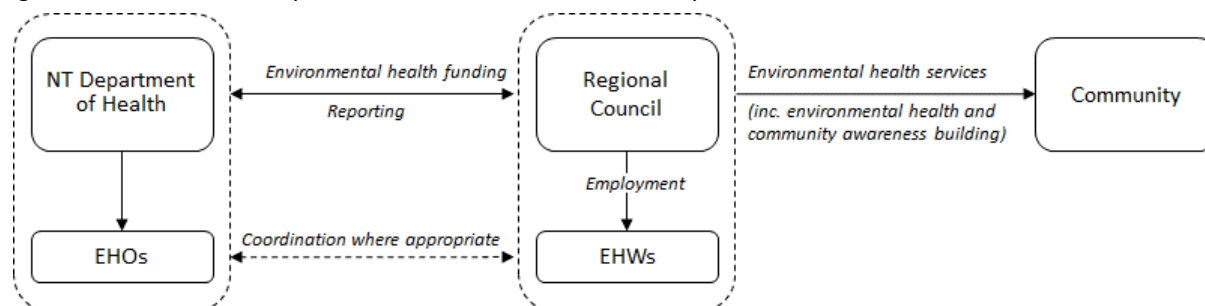 NT Department
of Health
Environmental health funding
Reporting
Regional
Council
Environmental health services
(inc. environmental health and
community awareness building)
Community
Employment
EHOs
Coordination where appropriate
EHWs